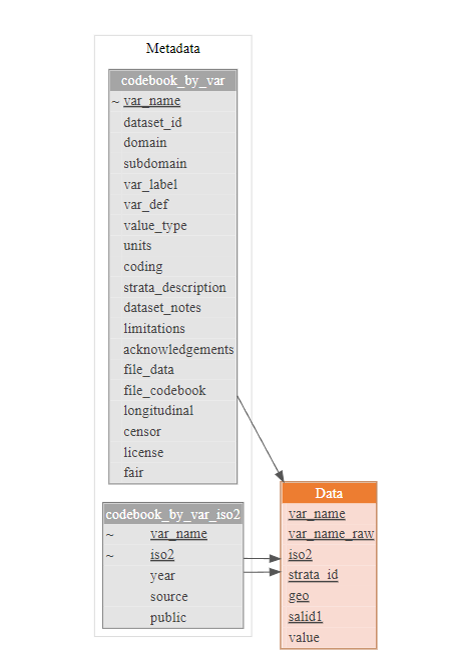 Metadata
codebook_by_var
~ var_name
dataset_id
domain
subdomain
var_label
var_def
value_type
units
coding
strata_description
dataset_notes
limitations
acknowledgements
file_data
file_codebook
longitudinal
censor
license
fair
codebook_by_var_iso2
~ var_name
~ iso2
year
source
public
Data
var_name
var_name_raw
iso2
strata_id
geo
salid1
value